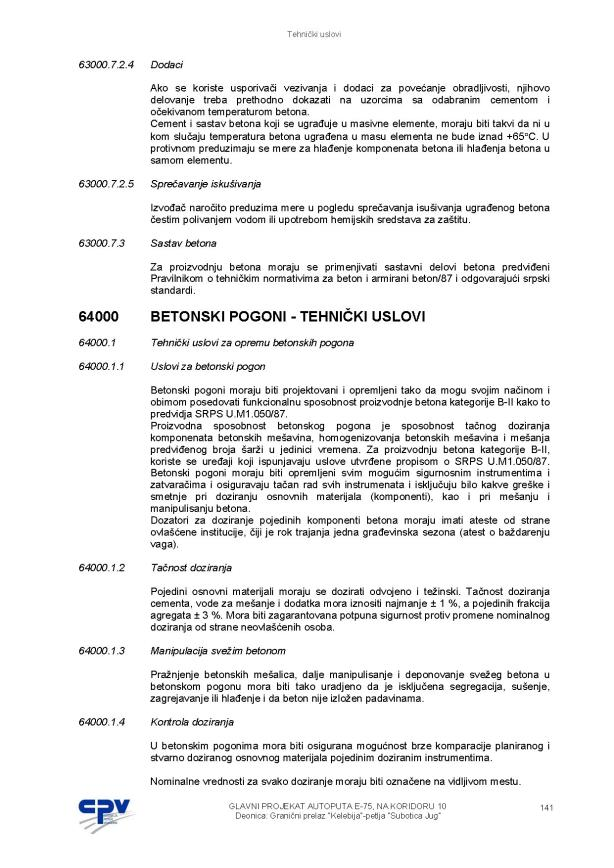 Tehnički uslovi
63000.7.2.4 Dodaci
Ako se koriste usporivači vezivanja i dodaci za povećanje obradljivosti, njihovo
delovanje treba prethodno dokazati na uzorcima sa odabranim cementom i
očekivanom temperaturom betona.
Cement i sastav betona koji se ugrađuje u masivne elemente, moraju biti takvi da ni u
kom slučaju temperatura betona ugrađena u masu elementa ne bude iznad +65°C. U
protivnom preduzimaju se mere za hlađenje komponenata betona ili hlađenja betona u
samom elementu.
63000.7.2.5 Sprečavanje iskušivanja
Izvođač naročito preduzima mere u pogledu sprečavanja isušivanja ugrađenog betona
čestim polivanjem vodom ili upotrebom hemijskih sredstava za zaštitu.
63000.7.3 Sastav betona
Za proizvodnju betona moraju se primenjivati sastavni delovi betona predviđeni
Pravilnikom o tehničkim normativima za beton i armirani beton/87 i odgovarajući srpski
standardi.
64000 BETONSKI POGONI - TEHNIČKI USLOVI
64000.1 Tehnički uslovi za opremu betonskih pogona
64000.1.1 Uslovi za betonski pogon
Betonski pogoni moraju biti projektovani i opremljeni tako da mogu svojim načinom i
obimom posedovati funkcionalnu sposobnost proizvodnje betona kategorije B-II kako to
predvidja SRPS U.M1.050/87.
Proizvodna sposobnost betonskog pogona je sposobnost tačnog doziranja
komponenata betonskih mešavina, homogenizovanja betonskih mešavina i mešanja
predviđenog broja šarži u jedinici vremena. Za proizvodnju betona kategorije B-II,
koriste se uređaji koji ispunjavaju uslove utvrđene propisom o SRPS U.M1.050/87.
Betonski pogoni moraju biti opremljeni svim mogućim sigurnosnim instrumentima i
zatvaračima i osiguravaju tačan rad svih instrumenata i isključuju bilo kakve greške i
smetnje pri doziranju osnovnih materijala (komponenti), kao i pri mešanju i
manipulisanju betona.
Dozatori za doziranje pojedinih komponenti betona moraju imati ateste od strane
ovlašćene institucije, čiji je rok trajanja jedna građevinska sezona (atest o baždarenju
vaga).
64000.1.2 Tačnost doziranja
Pojedini osnovni materijali moraju se dozirati odvojeno i težinski. Tačnost doziranja
cementa, vode za mešanje i dodatka mora iznositi najmanje ± 1 %, a pojedinih frakcija
agregata ± 3 %. Mora biti zagarantovana potpuna sigurnost protiv promene nominalnog
doziranja od strane neovlašćenih osoba.
64000.1.3 Manipulacija svežim betonom
Pražnjenje betonskih mešalica, dalje manipulisanje i deponovanje svežeg betona u
betonskom pogonu mora biti tako uradjeno da je isključena segregacija, sušenje,
zagrejavanje ili hlađenje i da beton nije izložen padavinama.
64000.1.4 Kontrola doziranja
U betonskim pogonima mora biti osigurana mogućnost brze komparacije planiranog i
stvarno doziranog osnovnog materijala pojedinim doziranim instrumentima.
Nominalne vrednosti za svako doziranje moraju biti označene na vidljivom mestu.
CPV
GLAVNI PROJEKAT AUTOPUTA E-75, NA KORIDORU 10
Deonica: Granični prelaz "Kelebija"-petlja "Subotica Jug"
141